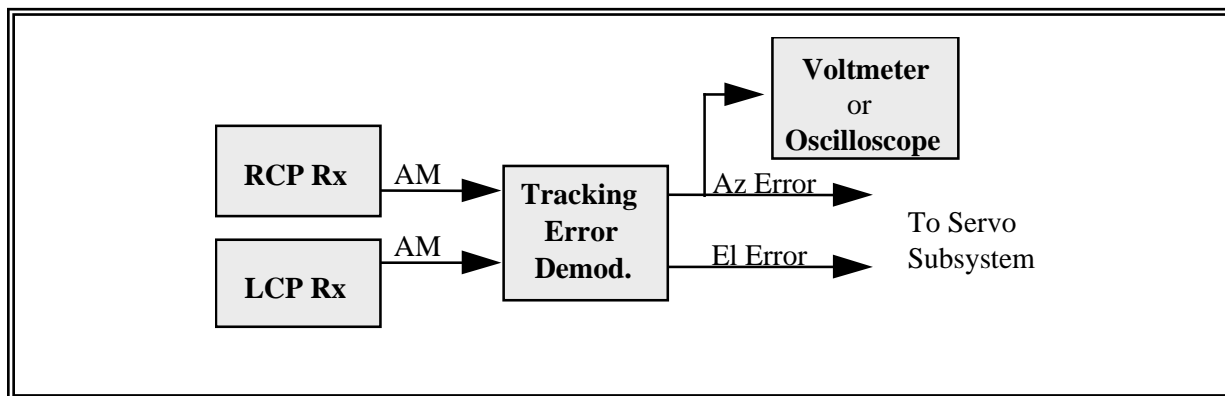 Voltmeter
or
Oscilloscope
RCP Rx
AM
Tracking
Error
Demod.
Az Error
LCP Rx
AM
El Error
To Servo
Subsystem